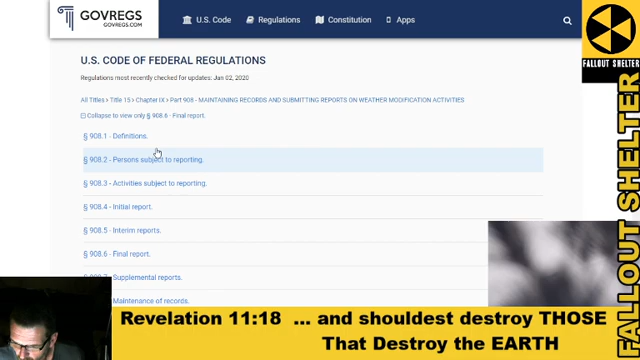 GOVREGS
GOVREGS.COM
U.S. Code
Regulations
Constitution
Apps
FALLOUT SHELTER
U.S. CODE OF FEDERAL REGULATIONS
Regulations most recently checked for updates: Jan 02, 2020
All Titles › Title 15 › Chapter IX › Part 908 - MAINTAINING RECORDS AND SUBMITTING REPORTS ON WEATHER MODIFICATION ACTIVITIES
Collapse to view only § 908.6 - Final report.
§ 908.1 - Definitions.
§ 908.2 - Persons subject to reporting.
§ 908.3 - Activities subject to reporting.
§ 908.4 - Initial report.
§ 908.5 - Interim reports.
§ 908.6 - Final report.
Supplemental reports.
Maintenance of records.
FALLOUT SHELTER
Revelation 11:18 ... and shouldest destroy THOSE
That Destroy the EARTH